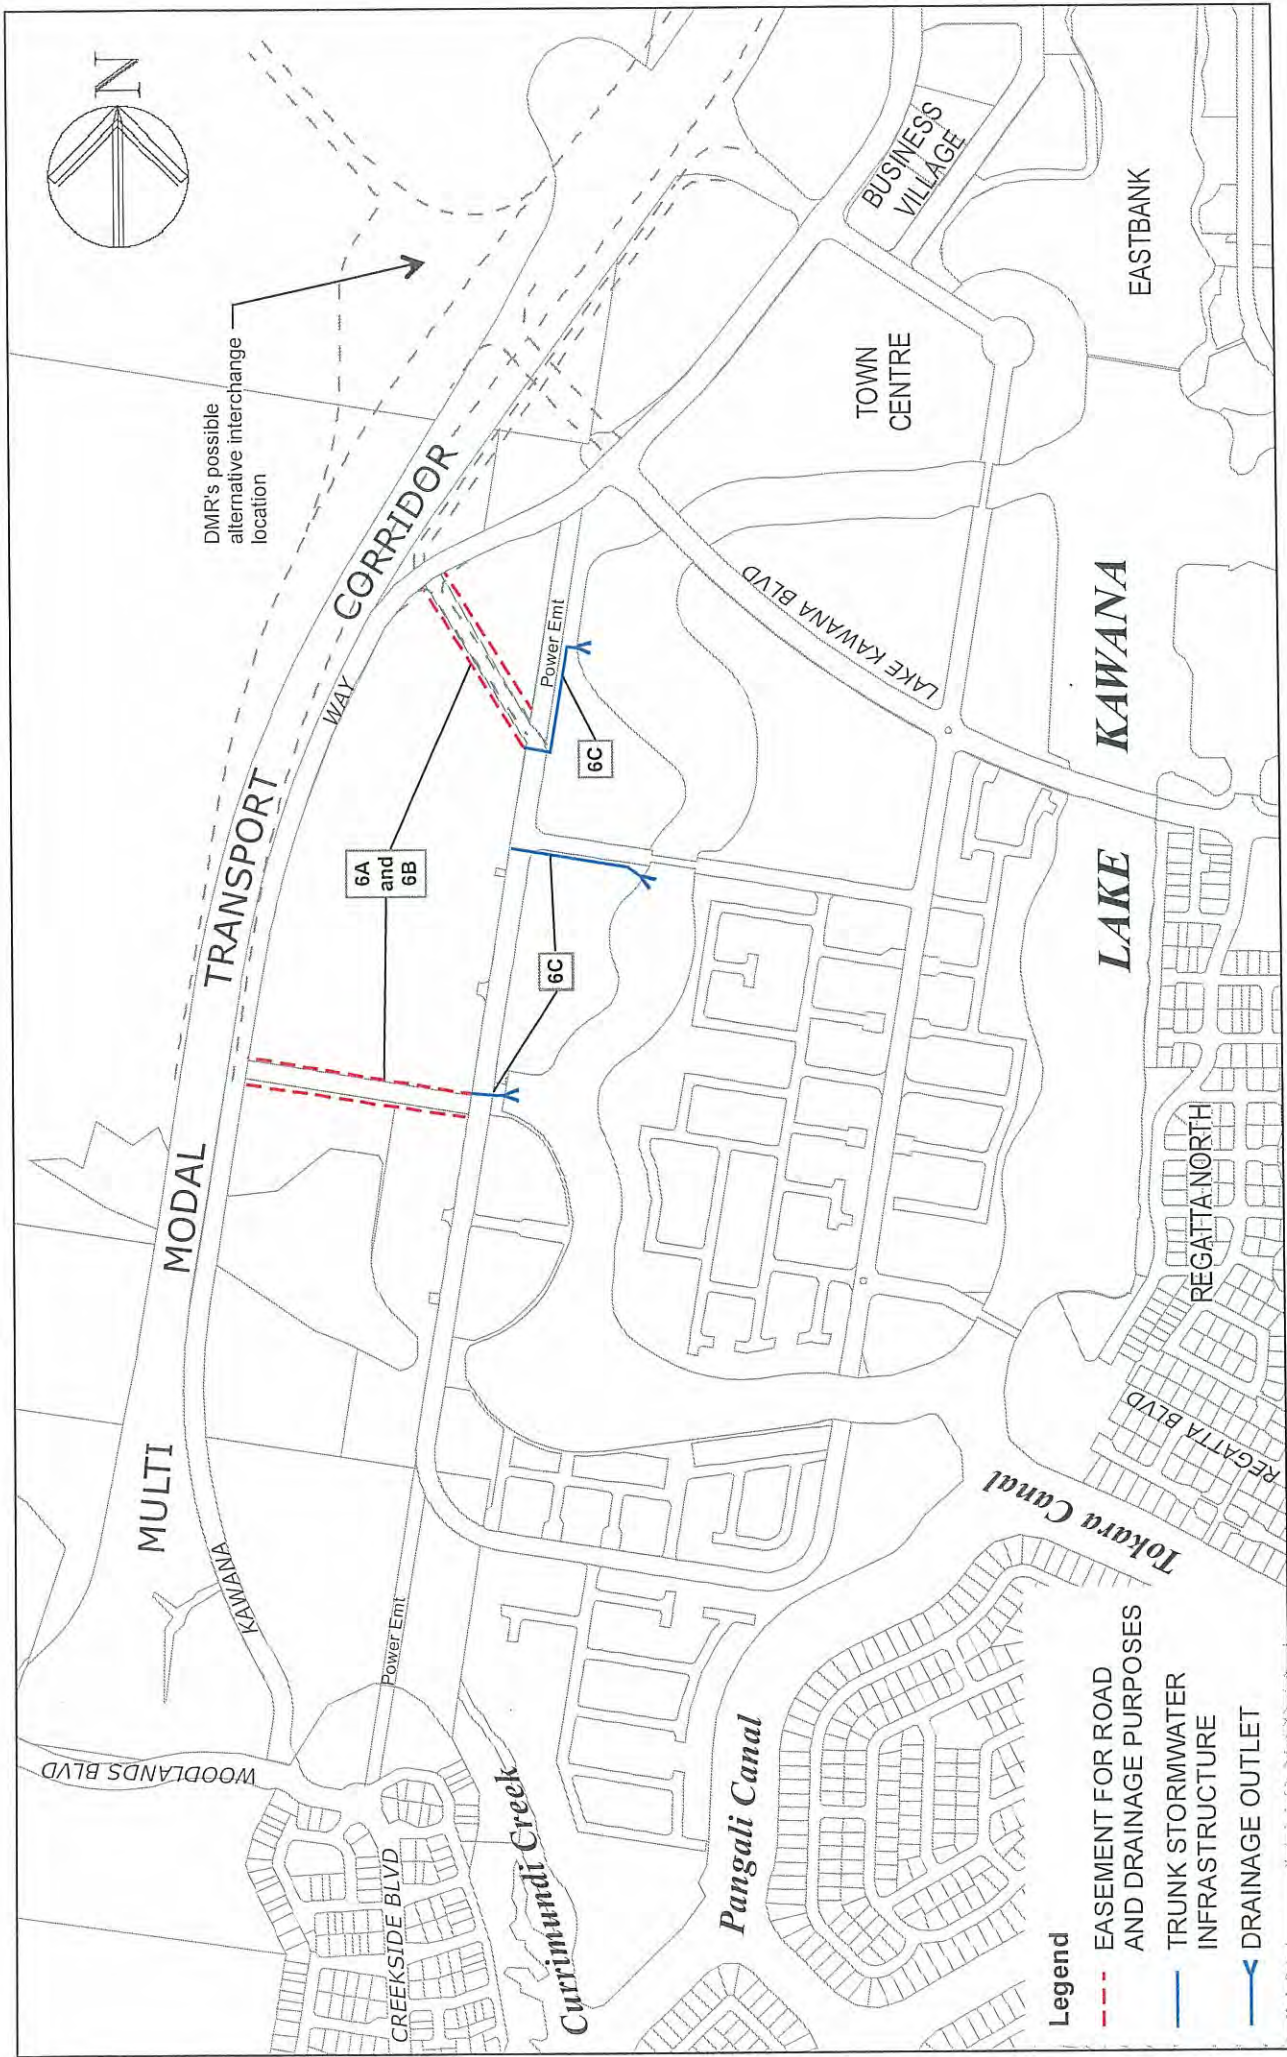 N
DMR's possible
alternative interchange
location
MULTI
MODAL
TRANSPORT
CORRIDOR
KAWANA
WAY
WOODLANDS BLVD
6A
and
6B
Power Emt
Power Emt
6C
6C
BUSINESS
VILLAGE
TOWN
CENTRE
EASTBANK
LAKE KAWANA BLVD
LAKE KAWANA
CREEKSIDE BLVD
Currimundi Creek
Pangali Canal
Tokara Canal
REGATTA BLVD
REGATTA NORTH
Legend
EASEMENT FOR ROAD
AND DRAINAGE PURPOSES
TRUNK STORMWATER
INFRASTRUCTURE
DRAINAGE OUTLET